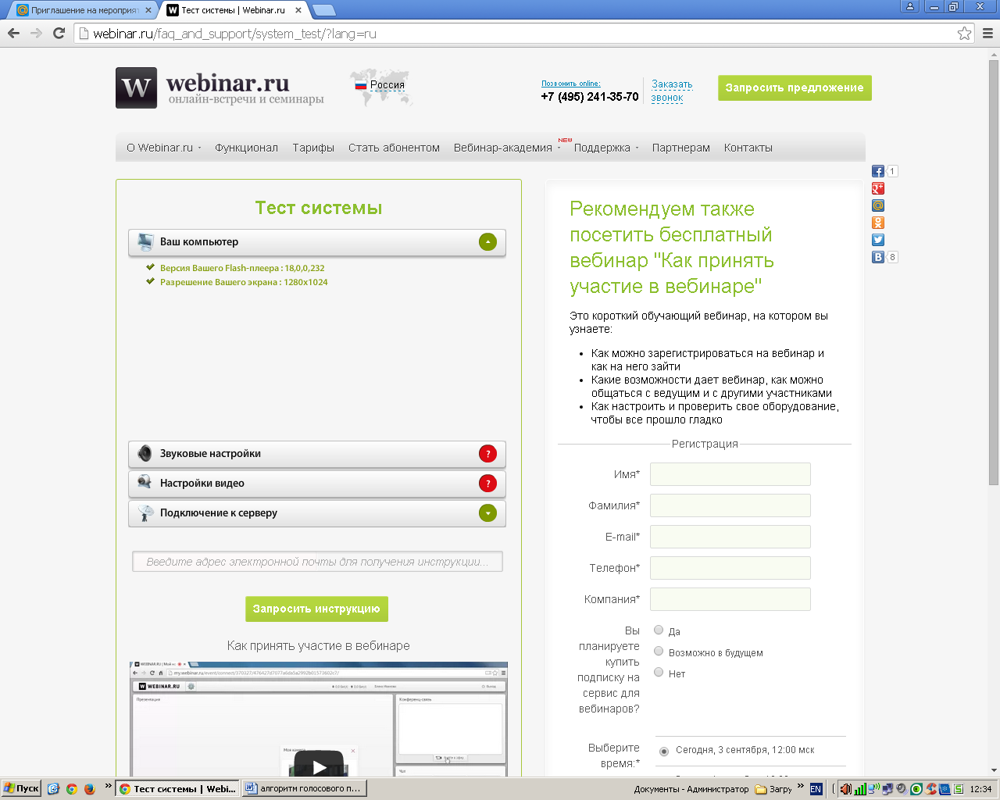 Приглашение на мероприят
Тест системы | Webinar.ru
webinar.ru/faq_and_support/system_test/?lang=ru
W webinar.ru
онлайн-встречи и семинары
Россия
Позвонить online:
+7 (495) 241-35-70
Заказать
звонок
Запросить предложение
О Webinar.ru
Функционал
Тарифы
Стать абонентом
Вебинар-академия
NEW
Поддержка
Партнерам
Контакты
1
8
Тест системы
Ваш компьютер
Версия Вашего Flash-плеера : 18,0,0,232
Разрешение Вашего экрана : 1280x1024
Звуковые настройки
?
Настройки видео
?
Подключение к серверу
Введите адрес электронной почты для получения инструкции...
Запросить инструкцию
Как принять участие в вебинаре
WEBINAR.RU
Презентация
Конференц-связь
Чат
Рекомендуем также
посетить бесплатный
вебинар "Как принять
участие в вебинаре"
Это короткий обучающий вебинар, на котором вы
узнаете:
Как можно зарегистрироваться на вебинар и
как на него зайти
Какие возможности дает вебинар, как можно
общаться с ведущим и с другими участниками
Как настроить и проверить свое оборудование,
чтобы все прошло гладко
Регистрация
Имя*
Фамилия*
E-mail*
Телефон*
Компания*
Вы
планируете
купить
подписку на
сервис для
вебинаров?
Да
Возможно в будущем
Нет
Выберите
время:*
Сегодня, 3 сентября, 12:00 мск
Пуск
Тест системы | Webi...
алгоритм голосового п...
Документы - Администратор
Загру
EN
12:34